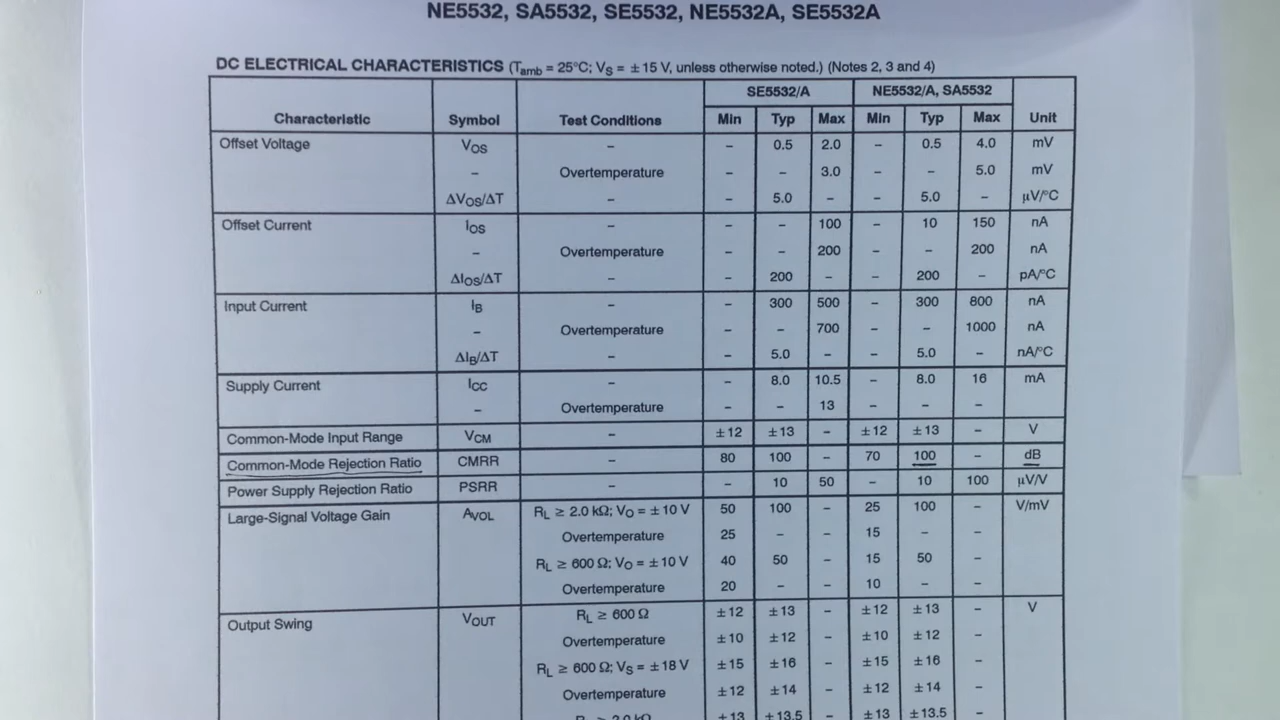 NE5532, SA5532, SE5532, NE5532A, SE5532A
DC ELECTRICAL CHARACTERISTICS (Tamb = 25°C; VS = ±15 V, unless otherwise noted.) (Notes 2, 3 and 4)
SE5532/A NE5532/A, SA5532
Characteristic Symbol Test Conditions Min Typ Max Min Typ Max Unit
Offset Voltage VOS – – 0.5 2.0 – 0.5 4.0 mV
– Overtemperature – – 3.0 – – 5.0 mV
ΔVOS/ΔT – – 5.0 – – 5.0 – μV/°C
Offset Current IOS – – – 100 – 10 150 nA
– Overtemperature – – 200 – – 200 nA
ΔIOS/ΔT – – 200 – – 200 – pA/°C
Input Current IB – – 300 500 – 300 800 nA
– Overtemperature – – 700 – – 1000 nA
ΔIB/ΔT – – 5.0 – – 5.0 – nA/°C
Supply Current ICC – – 8.0 10.5 – 8.0 16 mA
– Overtemperature – – 13 – – –
Common-Mode Input Range VCM – ±12 ±13 – ±12 ±13 – V
Common-Mode Rejection Ratio CMRR – 80 100 – 70 100 – dB
Power Supply Rejection Ratio PSRR – – 10 50 – 10 100 μV/V
Large-Signal Voltage Gain AVOL RL ≥ 2.0 kΩ; VO = ±10 V 50 100 – 25 100 – V/mV
Overtemperature 25 – – 15 – –
RL ≥ 600 Ω; VO = ±10 V 40 50 – 15 50 –
Overtemperature 20 – – 10 – –
Output Swing VOUT RL ≥ 600 Ω ±12 ±13 – ±12 ±13 – V
Overtemperature ±10 ±12 – ±10 ±12 –
RL ≥ 600 Ω; VS = ±18 V ±15 ±16 – ±15 ±16 –
Overtemperature ±12 ±14 – ±12 ±14 –
RL ≥ 2.0 kΩ ±13 ±13.5 – ±13 ±13.5 –